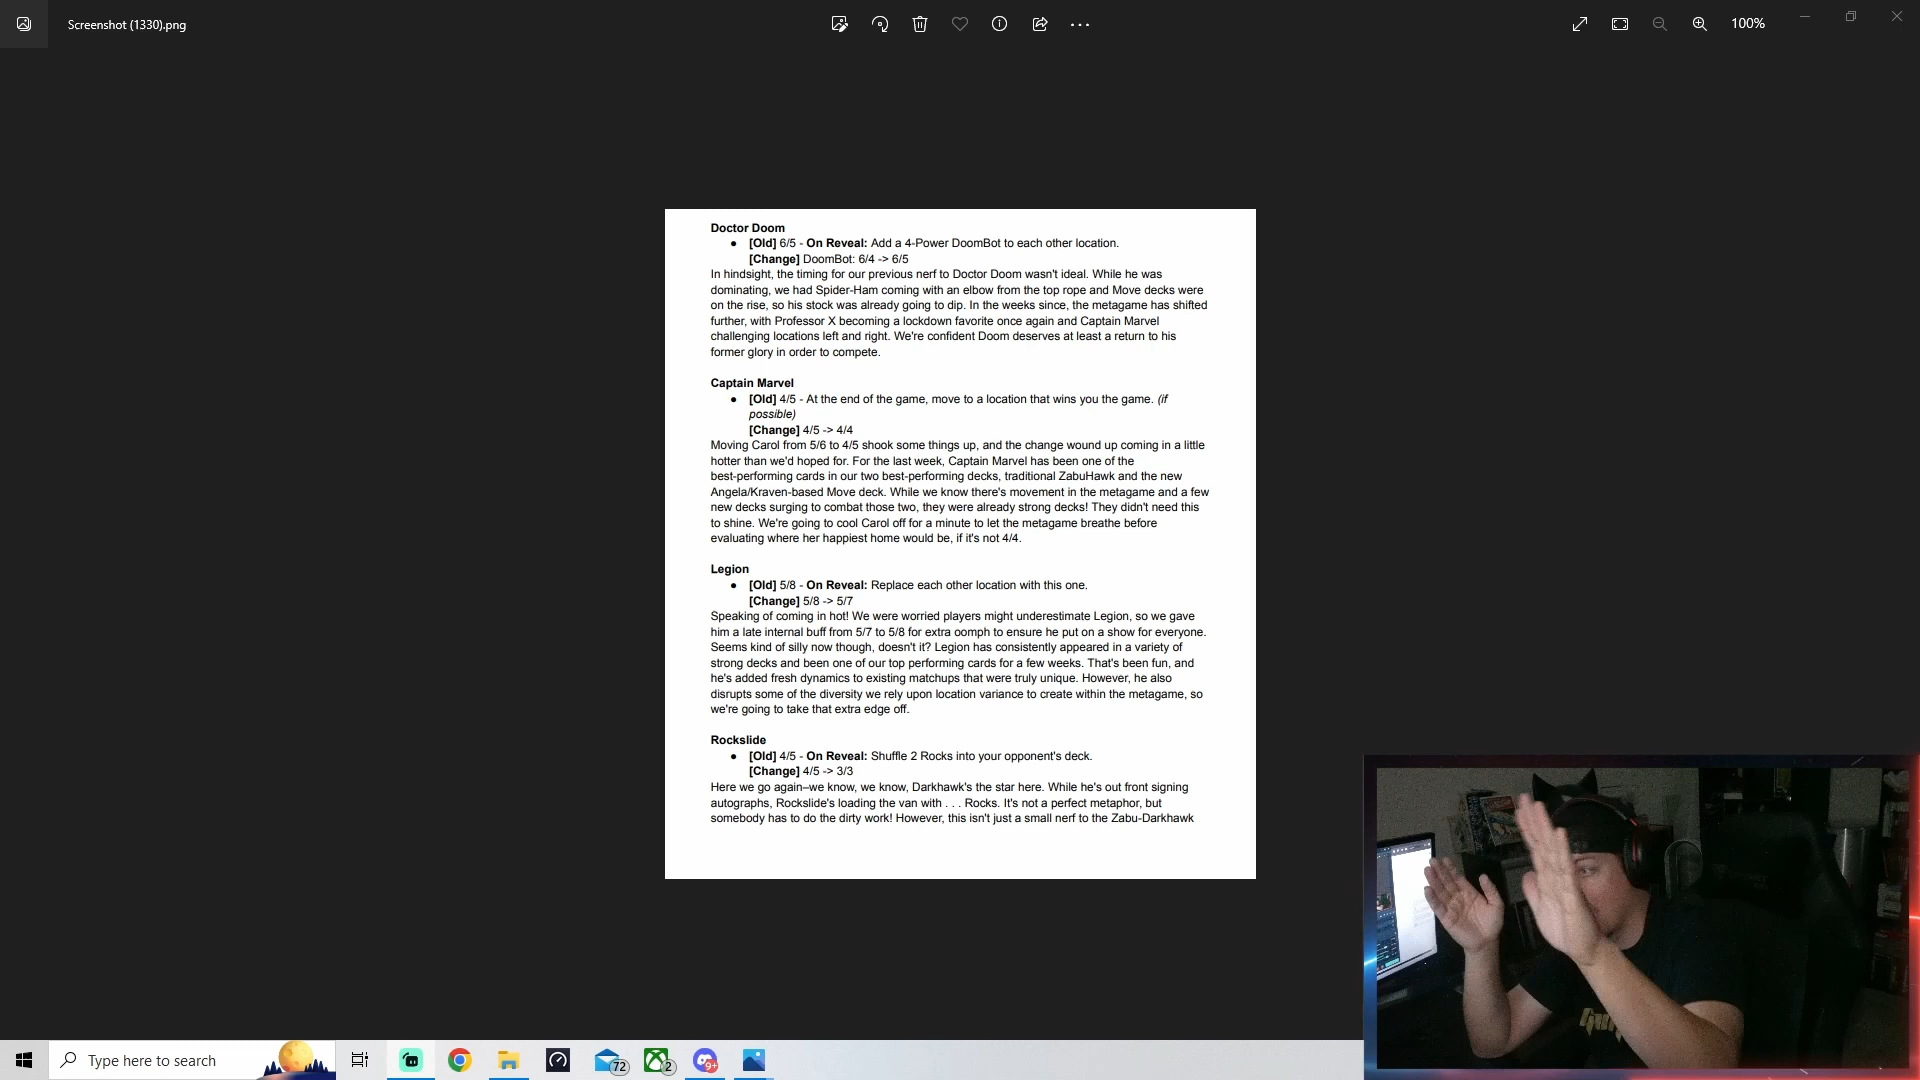 Screenshot (1330).png
100%
Doctor Doom
● [Old] 6/5 - On Reveal: Add a 4-Power DoomBot to each other location.
[Change] DoomBot: 6/4 -> 6/5
In hindsight, the timing for our previous nerf to Doctor Doom wasn't ideal. While he was
dominating, we had Spider-Ham coming with an elbow from the top rope and Move decks were
on the rise, so his stock was already going to dip. In the weeks since, the metagame has shifted
further, with Professor X becoming a lockdown favorite once again and Captain Marvel
challenging locations left and right. We're confident Doom deserves at least a return to his
former glory in order to compete.
Captain Marvel
● [Old] 4/5 - At the end of the game, move to a location that wins you the game. (if
possible)
[Change] 4/5 -> 4/4
Moving Carol from 5/6 to 4/5 shook some things up, and the change wound up coming in a little
hotter than we'd hoped for. For the last week, Captain Marvel has been one of the
best-performing cards in our two best-performing decks, traditional ZabuHawk and the new
Angela/Kraven-based Move deck. While we know there's movement in the metagame and a few
new decks surging to combat those two, they were already strong decks! They didn't need this
to shine. We're going to cool Carol off for a minute to let the metagame breathe before
evaluating where her happiest home would be, if it's not 4/4.
Legion
● [Old] 5/8 - On Reveal: Replace each other location with this one.
[Change] 5/8 -> 5/7
Speaking of coming in hot! We were worried players might underestimate Legion, so we gave
him a late internal buff from 5/7 to 5/8 for extra oomph to ensure he put on a show for everyone.
Seems kind of silly now though, doesn't it? Legion has consistently appeared in a variety of
strong decks and been one of our top performing cards for a few weeks. That's been fun, and
he's added fresh dynamics to existing matchups that were truly unique. However, he also
disrupts some of the diversity we rely upon location variance to create within the metagame, so
we're going to take that extra edge off.
Rockslide
● [Old] 4/5 - On Reveal: Shuffle 2 Rocks into your opponent's deck.
[Change] 4/5 -> 3/3
Here we go again–we know, we know, Darkhawk's the star here. While he's out front signing
autographs, Rockslide's loading the van with . . . Rocks. It's not a perfect metaphor, but
somebody has to do the dirty work! However, this isn't just a small nerf to the Zabu-Darkhawk
Type here to search
72
2
9+